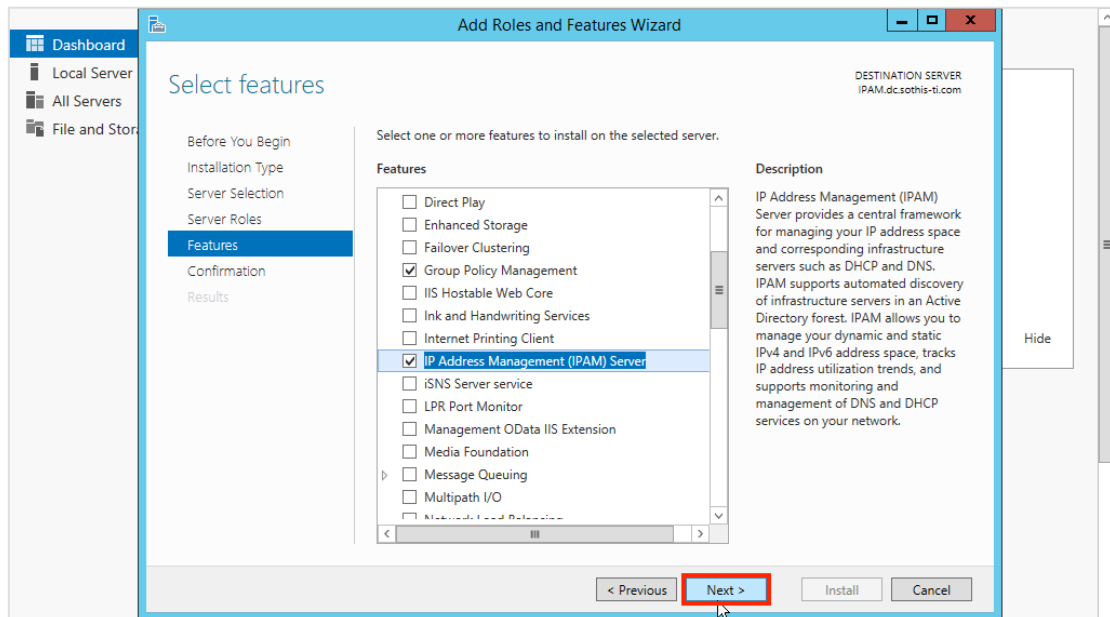 Add Roles and Features Wizard
Dashboard
Local Server
All Servers
File and Stor
Select features
DESTINATION SERVER
IPAM.dc.sothis-ti.com
Before You Begin
Installation Type
Server Selection
Server Roles
Features
Confirmation
Results
Select one or more features to install on the selected server.
Features
Direct Play
Enhanced Storage
Failover Clustering
Group Policy Management
IIS Hostable Web Core
Ink and Handwriting Services
Internet Printing Client
IP Address Management (IPAM) Server
iSNS Server service
LPR Port Monitor
Management OData IIS Extension
Media Foundation
Message Queuing
Multipath I/O
Network Load Balancing
Description
IP Address Management (IPAM)
Server provides a central framework
for managing your IP address space
and corresponding infrastructure
servers such as DHCP and DNS.
IPAM supports automated discovery
of infrastructure servers in an Active
Directory forest. IPAM allows you to
manage your dynamic and static
IPv4 and IPv6 address space, tracks
IP address utilization trends, and
supports monitoring and
management of DNS and DHCP
services on your network.
Hide
< Previous
Next >
Install
Cancel